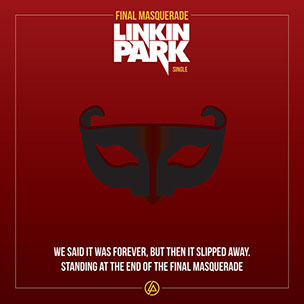 FINAL MASQUERADE
LINKIN
PARK
SINGLE
WE SAID IT WAS FOREVER, BUT THEN IT SLIPPED AWAY.
STANDING AT THE END OF THE FINAL MASQUERADE